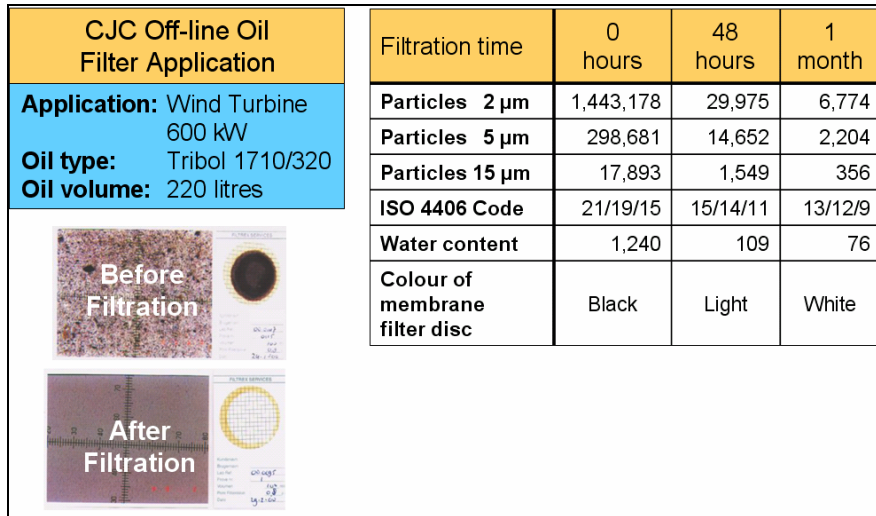 CJC Off-line Oil
Filter Application
Application: Wind Turbine
600 kW
Oil type: Tribol 1710/320
Oil volume: 220 litres
Before
Filtration
After
Filtration
Filtration time 0 hours 48 hours 1 month
Particles 2 µm 1,443,178 29,975 6,774
Particles 5 µm 298,681 14,652 2,204
Particles 15 µm 17,893 1,549 356
ISO 4406 Code 21/19/15 15/14/11 13/12/9
Water content 1,240 109 76
Colour of
membrane
filter disc
Black Light White